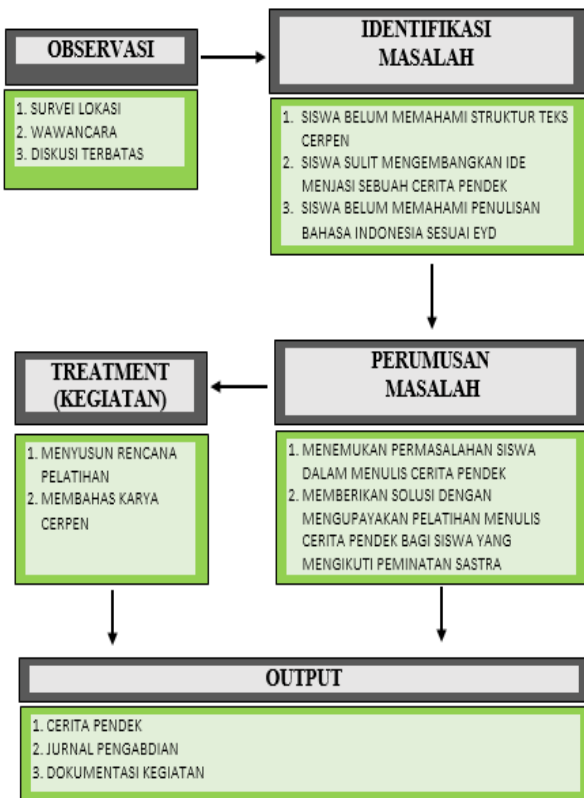 OBSERVASI
1. SURVEI LOKASI
2. WAWANCARA
3. DISKUSI TERBATAS
IDENTIFIKASI
MASALAH
1. SISWA BELUM MEMAHAMI STRUKTUR TEKS
CERPEN
2. SISWA SULIT MENGEMBANGKAN IDE
MENJASI SEBUAH CERITA PENDEK
3. SISWA BELUM MEMAHAMI PENULISAN
BAHASA INDONESIA SESUAI EYD
PERUMUSAN
MASALAH
1. MENEMUKAN PERMASALAHAN SISWA
DALAM MENULIS CERITA PENDEK
2. MEMBERIKAN SOLUSI DENGAN
MENGUPAYAKAN PELATIHAN MENULIS
CERITA PENDEK BAGI SISWA YANG
MENGIKUTI PEMINATAN SASTRA
TREATMENT
(KEGIATAN)
1. MENYUSUN RENCANA
PELATIHAN
2. MEMBAHAS KARYA
CERPEN
OUTPUT
1. CERITA PENDEK
2. JURNAL PENGABDIAN
3. DOKUMENTASI KEGIATAN